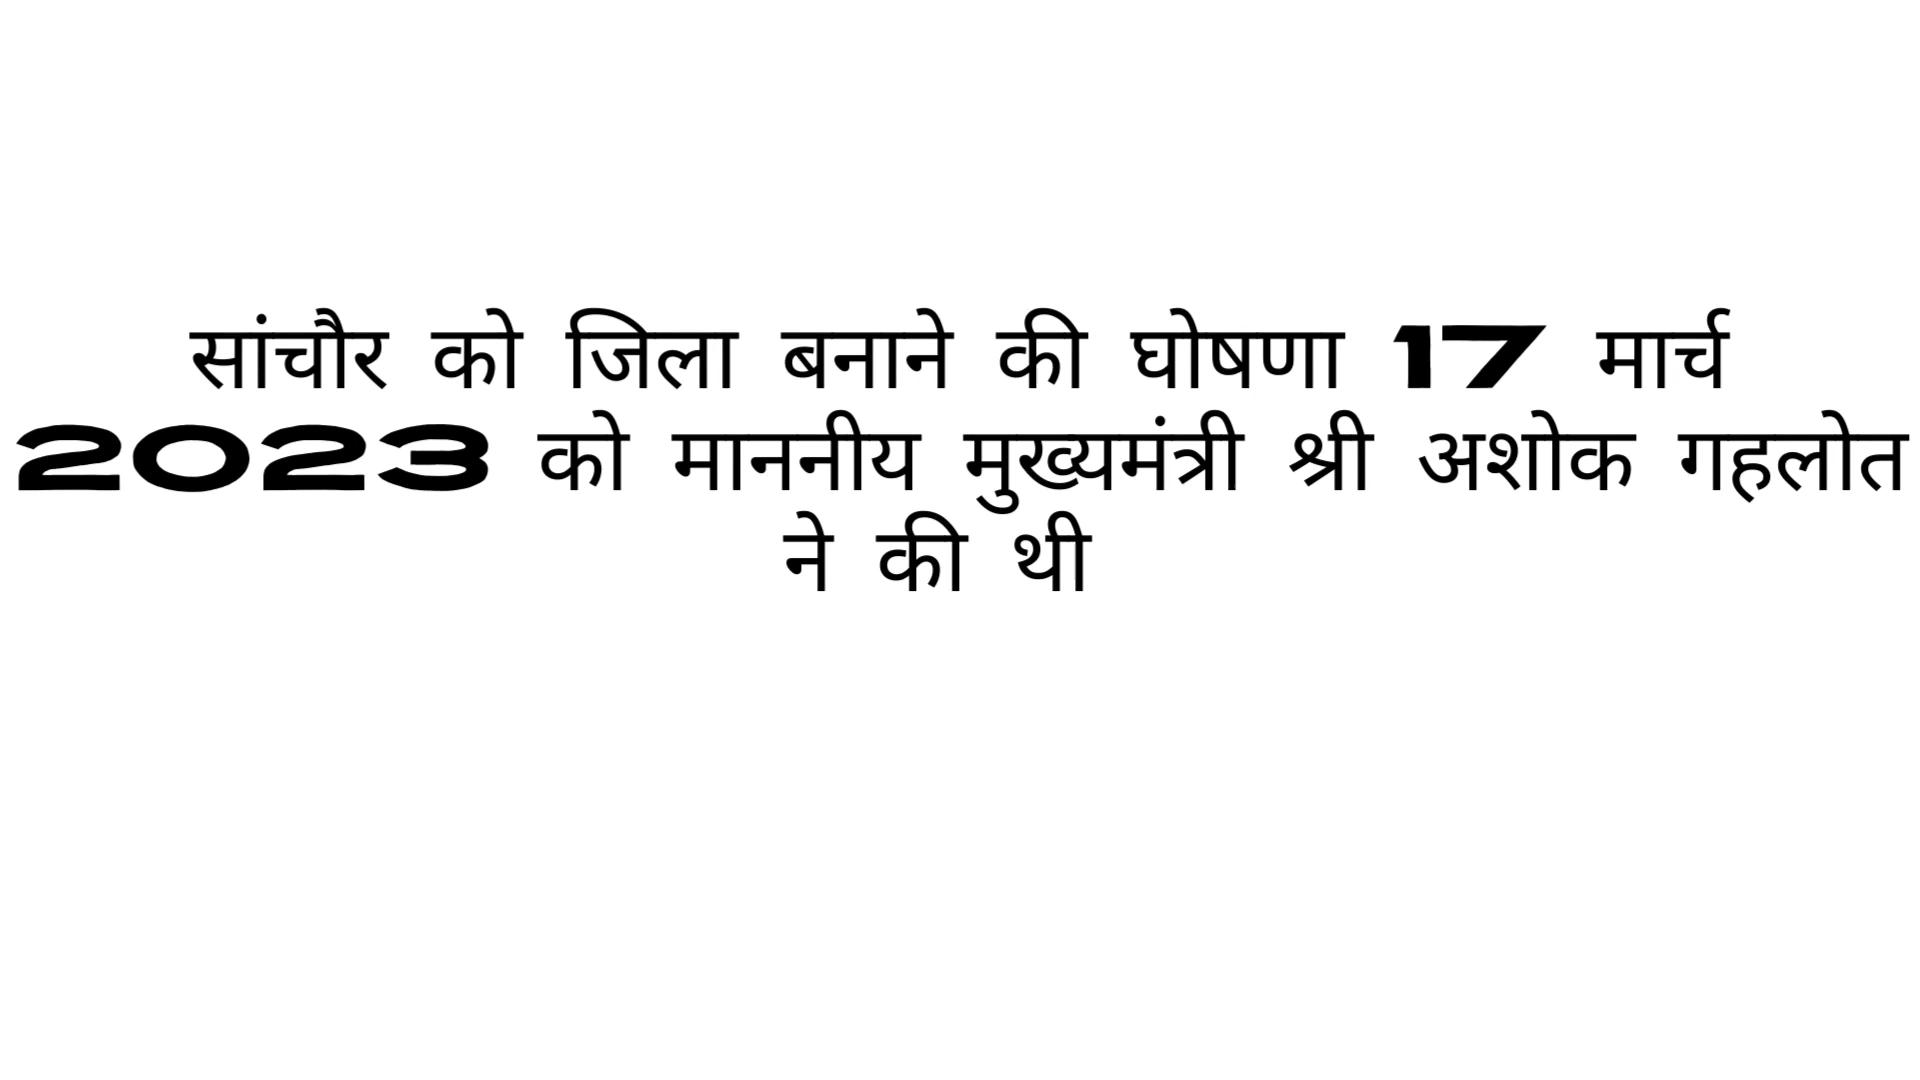 सांचौर को जिला बनाने की घोषणा 17 मार्च
2023 को माननीय मुख्यमंत्री श्री अशोक गहलोत
ने की थी